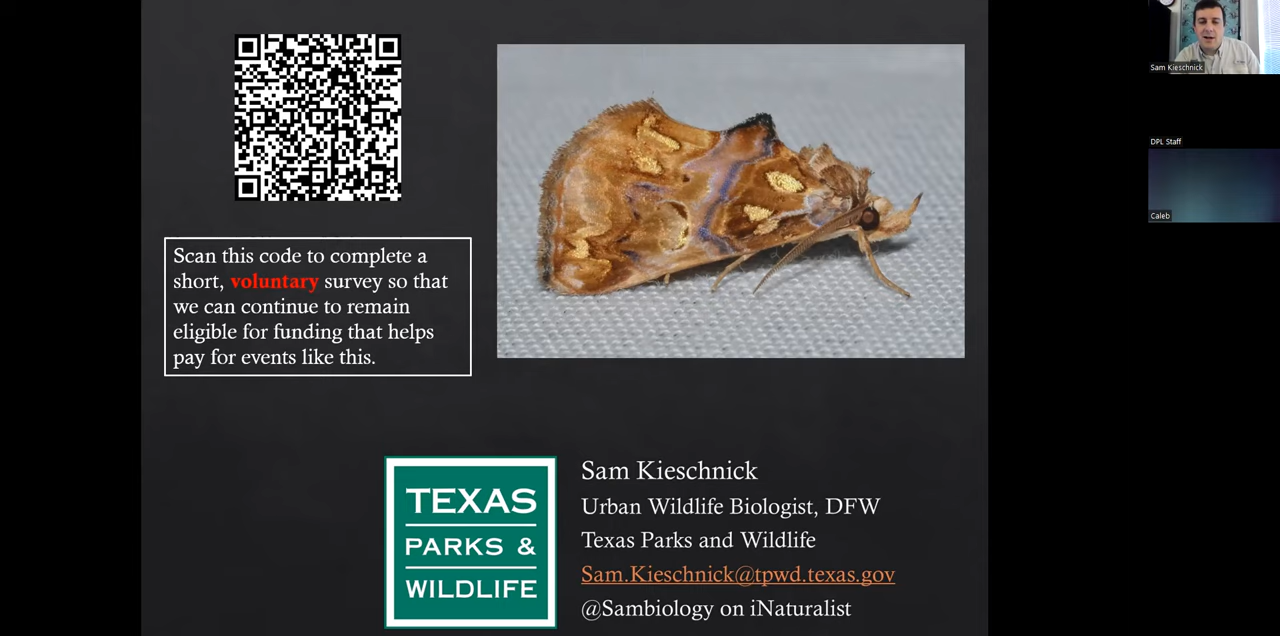 Scan this code to complete a
short, voluntary survey so that
we can continue to remain
eligible for funding that helps
pay for events like this.
TEXAS
PARKS &
WILDLIFE
Sam Kieschnick
Urban Wildlife Biologist, DFW
Texas Parks and Wildlife
Sam.Kieschnick@tpwd.texas.gov
@Sambiology on iNaturalist
Sam Kieschnick
DPL Staff
Caleb